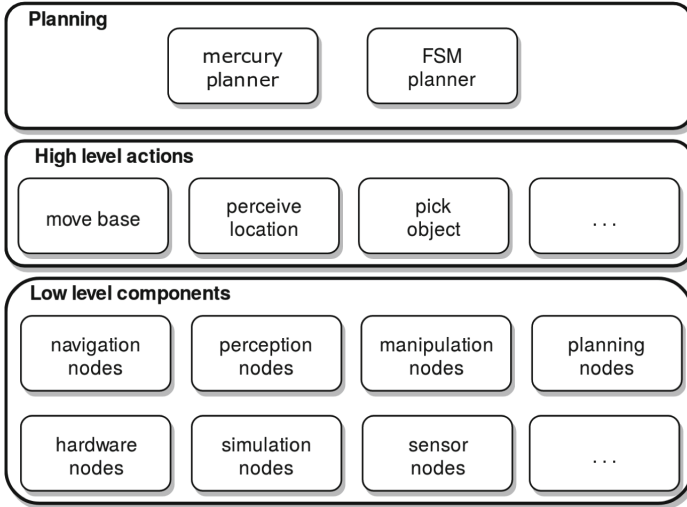 Planning
mercury
planner
FSM
planner
High level actions
move base
perceive
location
pick
object
...
Low level components
navigation
nodes
perception
nodes
manipulation
nodes
planning
nodes
hardware
nodes
simulation
nodes
sensor
nodes
...